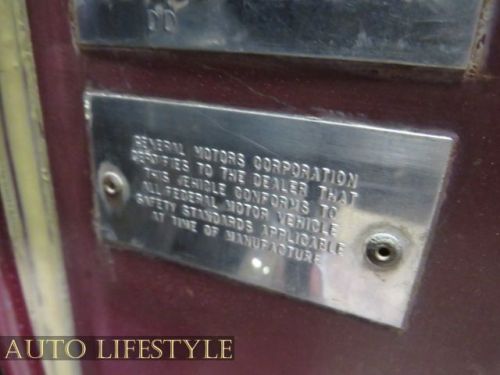 DD
GENERAL MOTORS CORPORATION
CERTIFIES TO THE DEALER THAT
THIS VEHICLE CONFORMS TO
ALL FEDERAL MOTOR VEHICLE
SAFETY STANDARDS APPLICABLE
AT TIME OF MANUFACTURE
AUTO LIFESTYLE